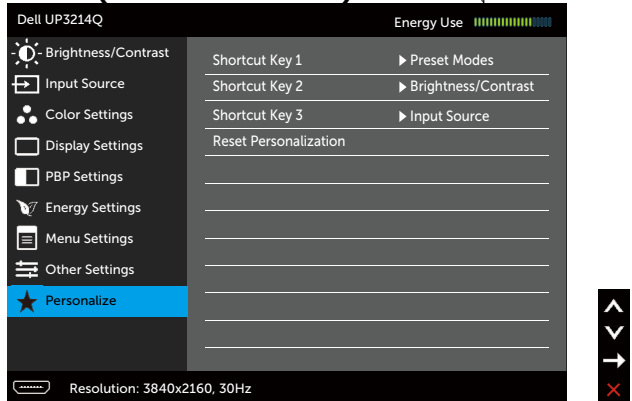 Dell UP3214Q
Energy Use
Brightness/Contrast
Input Source
Color Settings
Display Settings
PBP Settings
Energy Settings
Menu Settings
Other Settings
Personalize
Shortcut Key 1 Preset Modes
Shortcut Key 2 Brightness/Contrast
Shortcut Key 3 Input Source
Reset Personalization
Resolution: 3840x2160, 30Hz